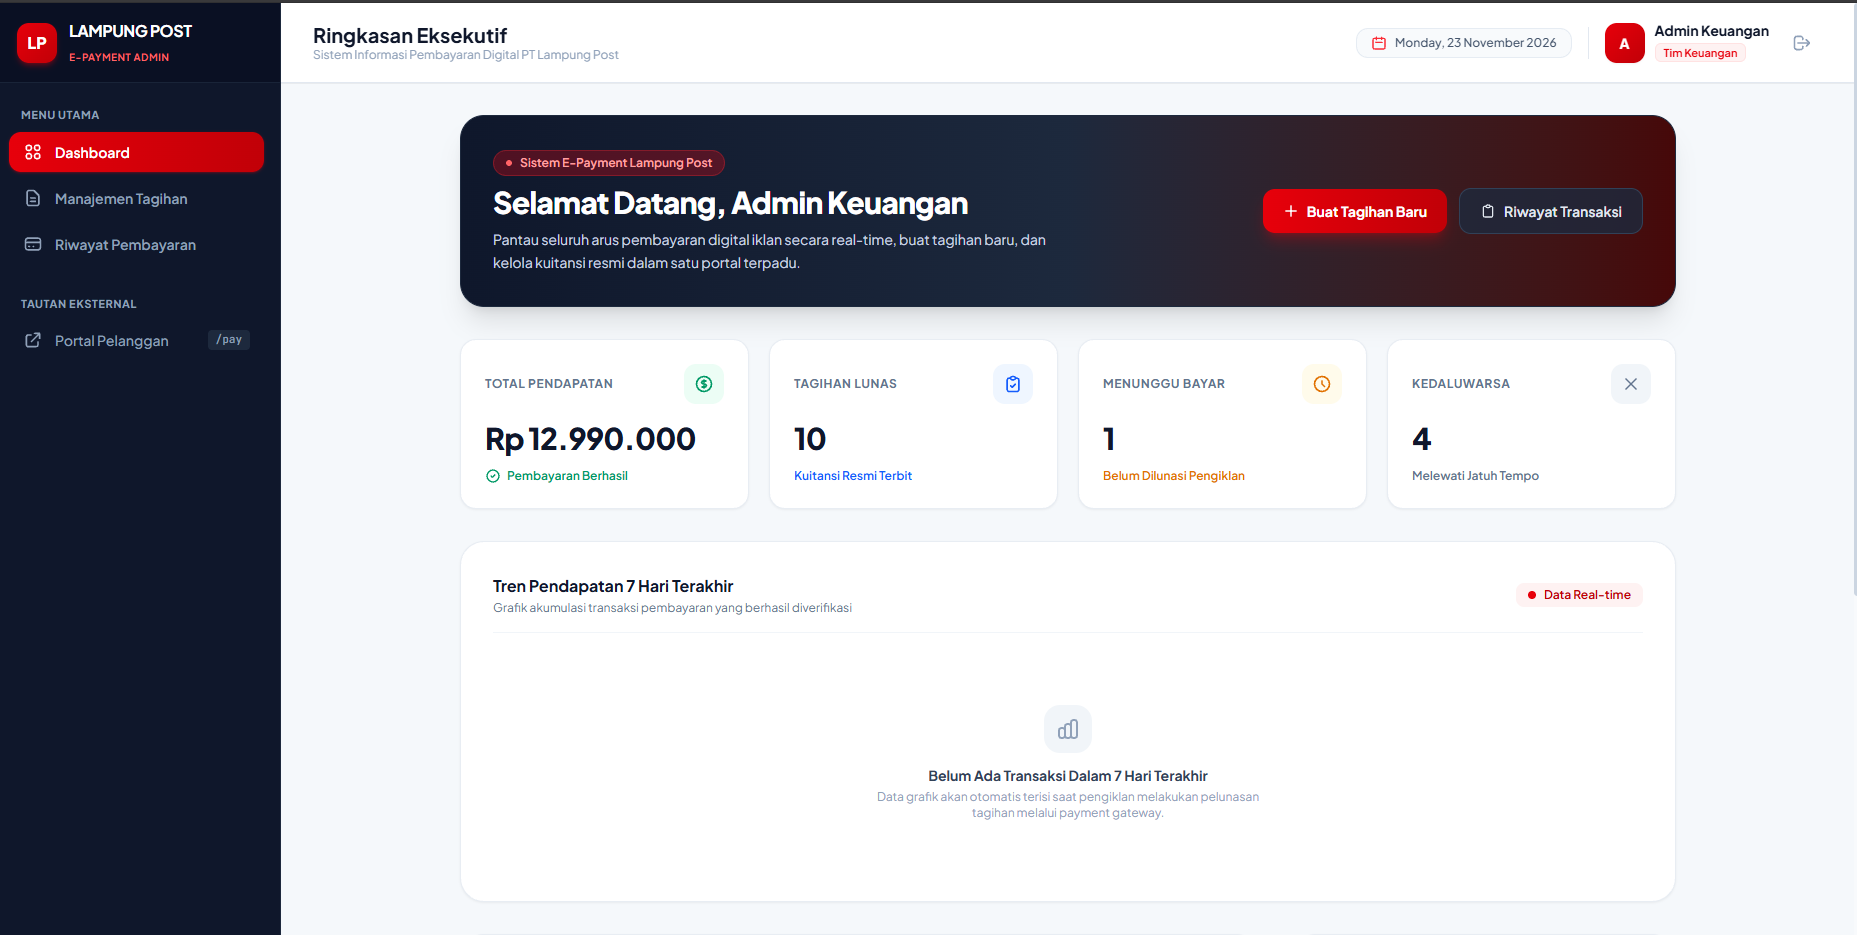 LP
LAMPUNG POST
E-PAYMENT ADMIN
MENU UTAMA
Dashboard
Manajemen Tagihan
Riwayat Pembayaran
TAUTAN EKSTERNAL
Portal Pelanggan
/pay
Ringkasan Eksekutif
Sistem Informasi Pembayaran Digital PT Lampung Post
Monday, 23 November 2026
A
Admin Keuangan
Tim Keuangan
Sistem E-Payment Lampung Post
Selamat Datang, Admin Keuangan
Pantau seluruh arus pembayaran digital iklan secara real-time, buat tagihan baru, dan
kelola kuitansi resmi dalam satu portal terpadu.
Buat Tagihan Baru
Riwayat Transaksi
TOTAL PENDAPATAN
Rp 12.990.000
Pembayaran Berhasil
TAGIHAN LUNAS
10
Kuitansi Resmi Terbit
MENUNGGU BAYAR
1
Belum Dilunasi Pengiklan
KEDALUWARSA
4
Melewati Jatuh Tempo
Tren Pendapatan 7 Hari Terakhir
Grafik akumulasi transaksi pembayaran yang berhasil diverifikasi
Data Real-time
Belum Ada Transaksi Dalam 7 Hari Terakhir
Data grafik akan otomatis terisi saat pengiklan melakukan pelunasan
tagihan melalui payment gateway.